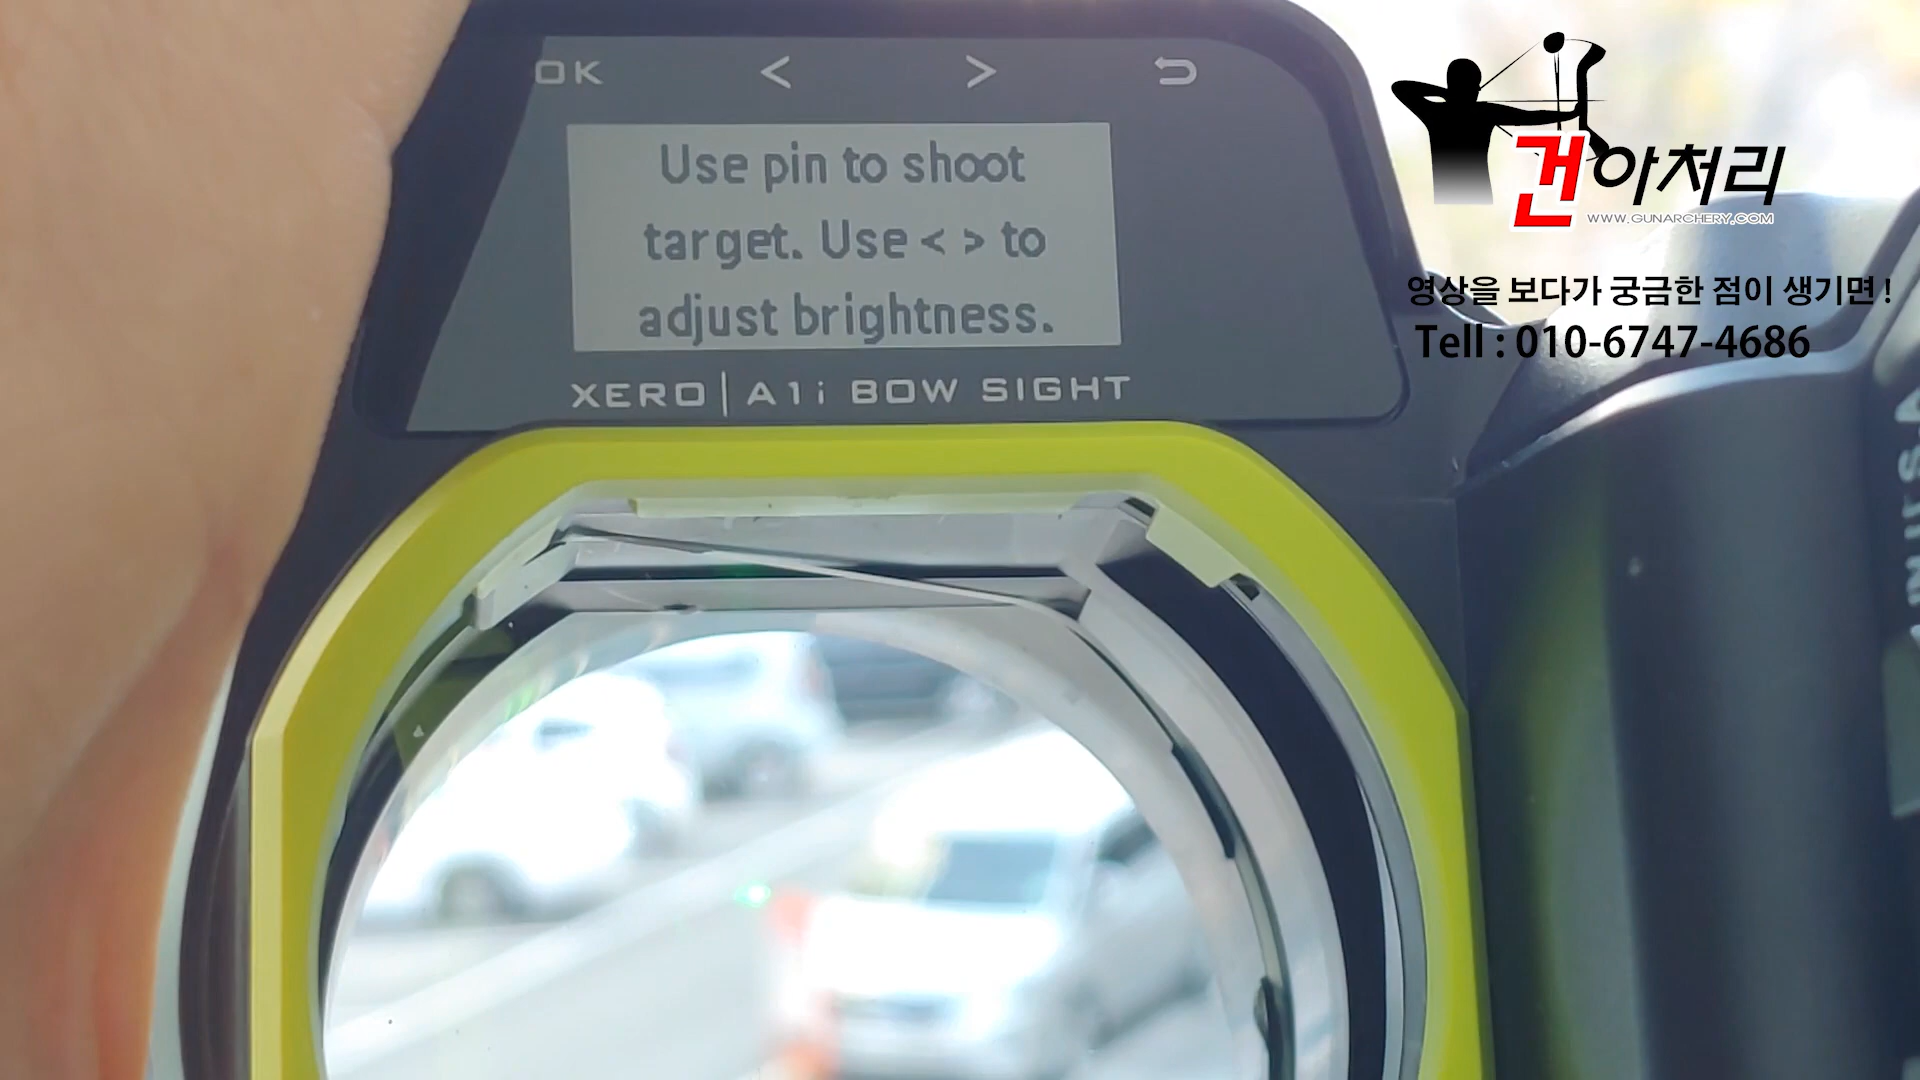 OK < > ⮌
Use pin to shoot
target. Use < > to
adjust brightness.
XERO | A1i BOW SIGHT
건아처리
WWW.GUNARCHERY.COM
영상을 보다가 궁금한 점이 생기면 !
Tell : 010-6747-4686